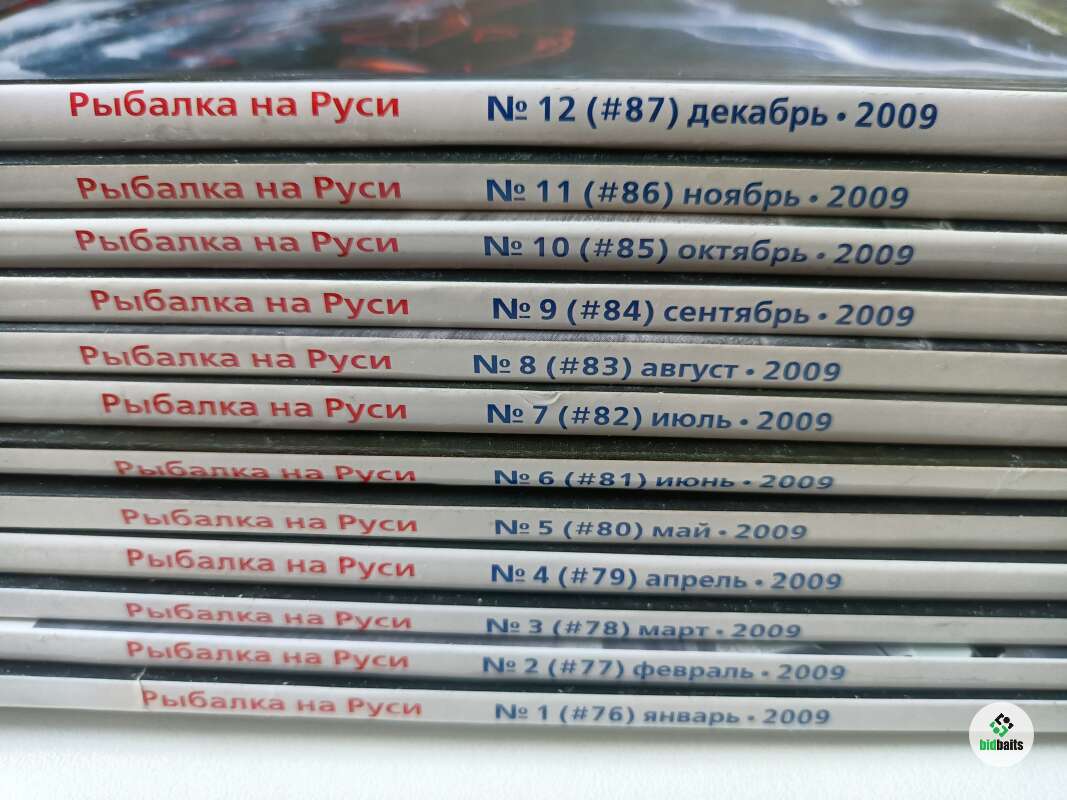 Рыбалка на Руси № 12 (#87) декабрь • 2009
Рыбалка на Руси № 11 (#86) ноябрь • 2009
Рыбалка на Руси № 10 (#85) октябрь • 2009
Рыбалка на Руси № 9 (#84) сентябрь • 2009
Рыбалка на Руси № 8 (#83) август • 2009
Рыбалка на Руси № 7 (#82) июль • 2009
Рыбалка на Руси № 6 (#81) июнь • 2009
Рыбалка на Руси № 5 (#80) май • 2009
Рыбалка на Руси № 4 (#79) апрель • 2009
Рыбалка на Руси № 3 (#78) март • 2009
Рыбалка на Руси № 2 (#77) февраль • 2009
Рыбалка на Руси № 1 (#76) январь • 2009
bidbaits